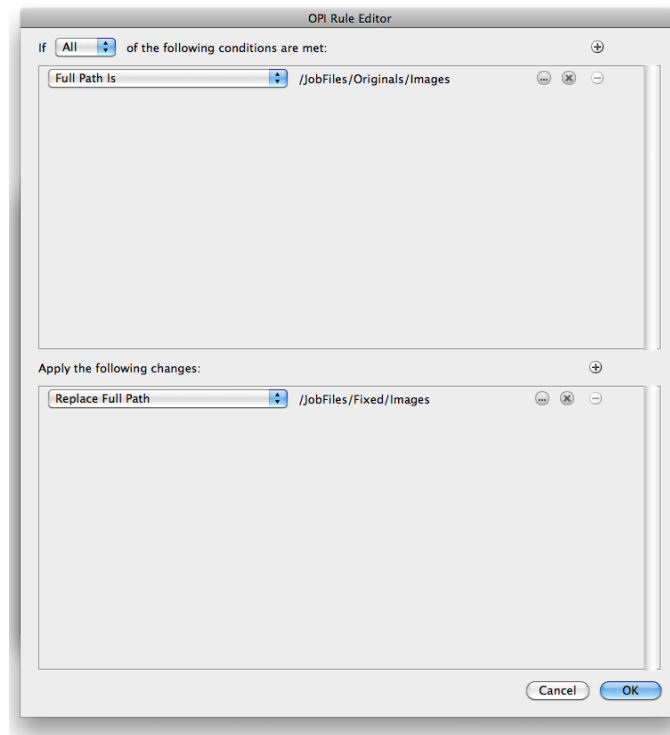 OPI Rule Editor
If All of the following conditions are met:
Full Path Is /JobFiles/Originals/Images
Apply the following changes:
Replace Full Path /JobFiles/Fixed/Images
Cancel OK